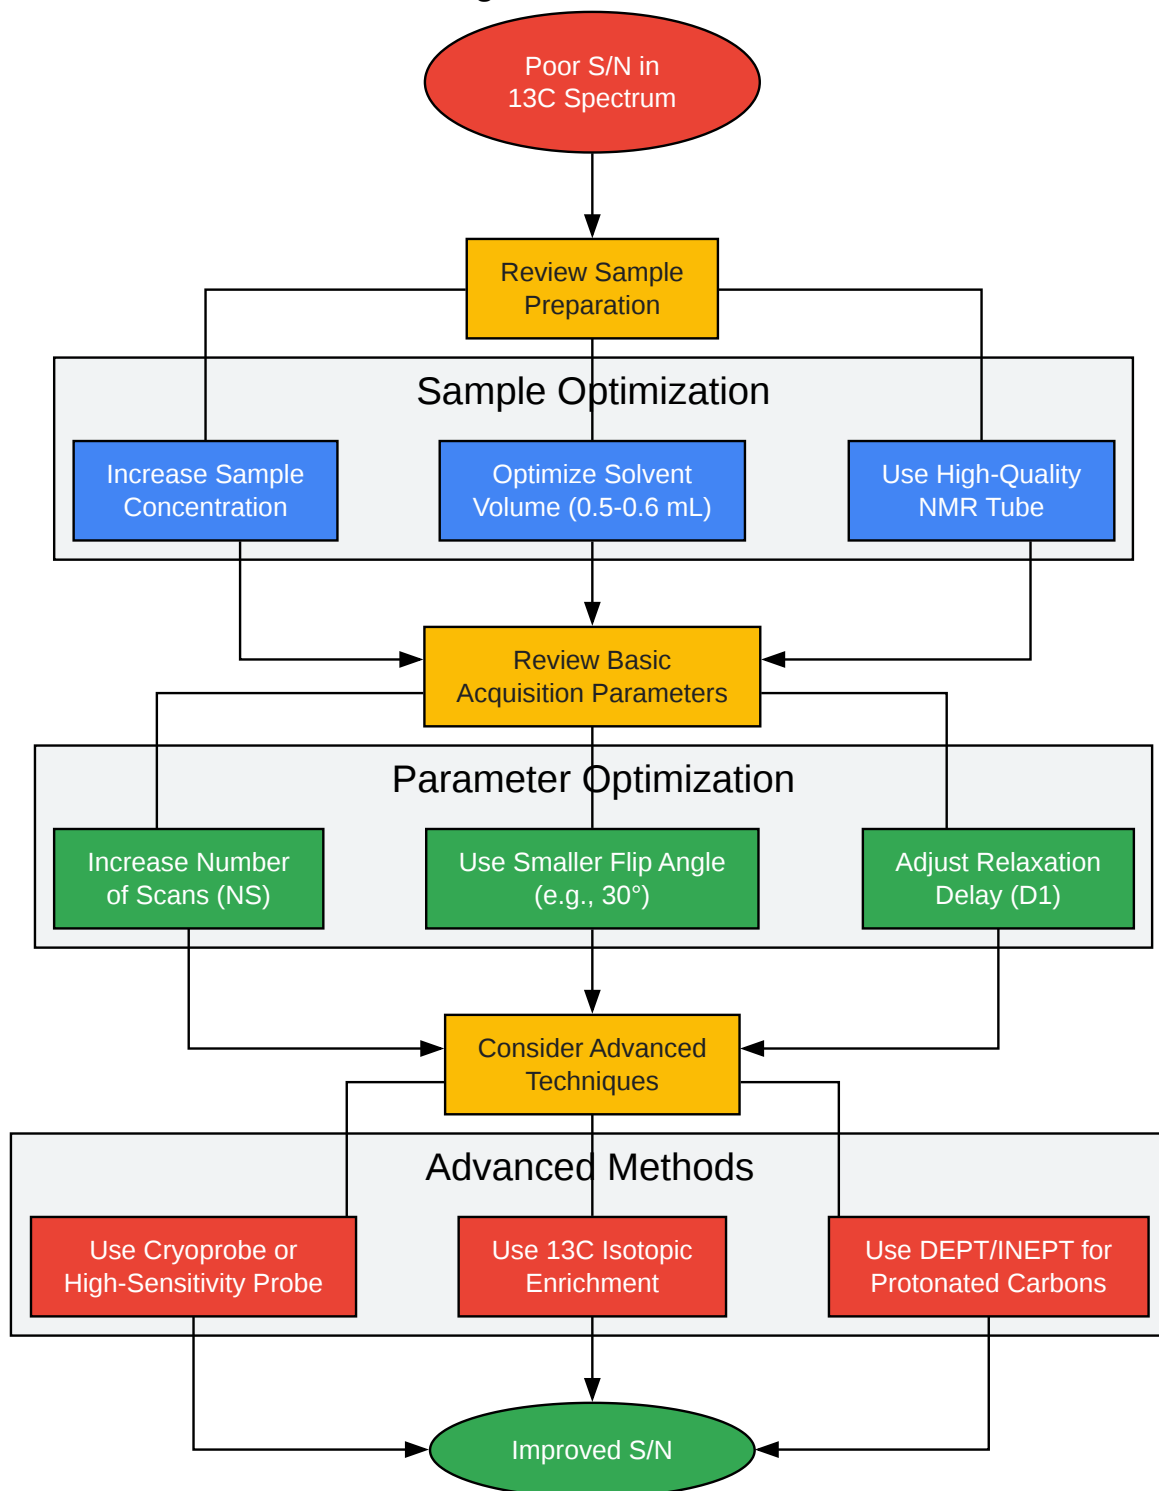 Poor S/N in
13C Spectrum
Review Sample
Preparation
Sample Optimization
Increase Sample
Concentration
Optimize Solvent
Volume (0.5-0.6 mL)
Use High-Quality
NMR Tube
Review Basic
Acquisition Parameters
Parameter Optimization
Increase Number
of Scans (NS)
Use Smaller Flip Angle
(e.g., 30°)
Adjust Relaxation
Delay (D1)
Consider Advanced
Techniques
Advanced Methods
Use Cryoprobe or
High-Sensitivity Probe
Use 13C Isotopic
Enrichment
Use DEPT/INEPT for
Protonated Carbons
Improved S/N